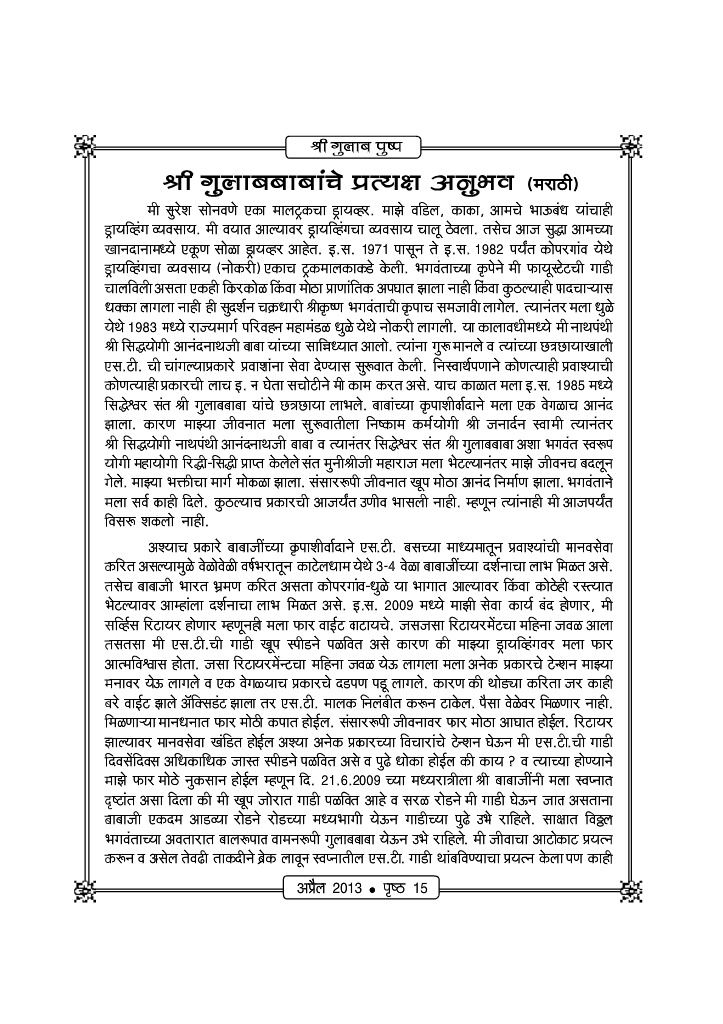 श्री गुलाब पुष्प
श्री गुलाबबाबांचे प्रत्यक्ष अनुभव (मराठी)
मी सुरेश सोनवणे एका मालट्रकचा ड्रायव्हर. माझे वडिल, काका, आमचे भाऊबंध यांचाही
ड्रायव्हिंग व्यवसाय. मी वयात आल्यावर ड्रायव्हिंगचा व्यवसाय चालू ठेवला. तसेच आज सुद्धा आमच्या
खानदानामध्ये एकूण सोळा ड्रायव्हर आहेत. इ.स. 1971 पासून ते इ.स. 1982 पर्यंत कोपरगांव येथे
ड्रायव्हिंगचा व्यवसाय (नोकरी) एकाच ट्रकमालकाकडे केली. भगवंताच्या कृपेने मी फायूस्टेटची गाडी
चालविली असता एकही किरकोळ किंवा मोठा प्राणांतिक अपघात झाला नाही किंवा कुठल्याही पादचाऱ्यास
धक्का लागला नाही ही सुदर्शन चक्रधारी श्रीकृष्ण भगवंताची कृपाच समजावी लागेल. त्यानंतर मला धुळे
येथे 1983 मध्ये राज्यमार्ग परिवहन महामंडळ धुळे येथे नोकरी लागली. या कालावधीमध्ये मी नाथपंथी
श्री सिद्धयोगी आनंदनाथजी बाबा यांच्या सान्निध्यात आलो. त्यांना गुरू मानले व त्यांच्या छत्रछायाखाली
एस.टी. ची चांगल्याप्रकारे प्रवाशांना सेवा देण्यास सुरूवात केली. निस्वार्थपणाने कोणत्याही प्रवाश्याची
कोणत्याही प्रकारची लाच इ. न घेता सचोटीने मी काम करत असे. याच काळात मला इ.स. 1985 मध्ये
सिद्धेश्वर संत श्री गुलाबबाबा यांचे छत्रछाया लाभले. बाबांच्या कृपाशीर्वादाने मला एक वेगळाच आनंद
झाला. कारण माझ्या जीवनात मला सुरूवातीला निष्काम कर्मयोगी श्री जनार्दन स्वामी त्यानंतर
श्री सिद्धयोगी नाथपंथी आनंदनाथजी बाबा व त्यानंतर सिद्धेश्वर संत श्री गुलाबबाबा अशा भगवंत स्वरूप
योगी महायोगी रिद्धी-सिद्धी प्राप्त केलेले संत मुनीश्रीजी महाराज मला भेटल्यानंतर माझे जीवनच बदलून
गेले. माझ्या भक्तीचा मार्ग मोकळा झाला. संसाररूपी जीवनात खूप मोठा आनंद निर्माण झाला. भगवंताने
मला सर्व काही दिले. कुठल्याच प्रकारची आजर्यंत उणीव भासली नाही. म्हणून त्यांनाही मी आजपर्यंत
विसरू शकलो नाही.
अश्याच प्रकारे बाबाजींच्या कृपाशीर्वादाने एस.टी. बसच्या माध्यमातून प्रवाश्यांची मानवसेवा
करित असल्यामुळे वेळोवेळी वर्षभरातून काटेलधाम येथे 3-4 वेळा बाबाजींच्या दर्शनाचा लाभ मिळत असे.
तसेच बाबाजी भारत भ्रमण करित असता कोपरगांव-धुळे या भागात आल्यावर किंवा कोठेही रस्त्यात
भेटल्यावर आम्हांला दर्शनाचा लाभ मिळत असे. इ.स. 2009 मध्ये माझी सेवा कार्य बंद होणार, मी
सर्व्हिस रिटायर होणार म्हणूनही मला फार वाईट वाटायचे. जसजसा रिटायरमेंटचा महिना जवळ आला
तसतसा मी एस.टी.ची गाडी खूप स्पीडने पळवित असे कारण की माझ्या ड्रायव्हिंगवर मला फार
आत्मविश्वास होता. जसा रिटायरमेंन्टचा महिना जवळ येऊ लागला मला अनेक प्रकारचे टेन्शन माझ्या
मनावर येऊ लागले व एक वेगळ्याच प्रकारचे दडपण पडू लागले. कारण की थोड्या करिता जर काही
बरे वाईट झाले ॲक्सिडंट झाला तर एस.टी. मालक निलंबीत करून टाकेल. पैसा वेळेवर मिळणार नाही.
मिळणाऱ्या मानधनात फार मोठी कपात होईल. संसाररूपी जीवनावर फार मोठा आघात होईल. रिटायर
झाल्यावर मानवसेवा खंडित होईल अश्या अनेक प्रकारच्या विचारांचे टेन्शन घेऊन मी एस.टी.ची गाडी
दिवसेंदिवस अधिकाधिक जास्त स्पीडने पळवित असे व पुढे धोका होईल की काय ? व त्याच्या होण्याने
माझे फार मोठे नुकसान होईल म्हणून दि. 21.6.2009 च्या मध्यरात्रीला श्री बाबाजींनी मला स्वप्नात
दृष्टांत असा दिला की मी खूप जोरात गाडी पळवित आहे व सरळ रोडने मी गाडी घेऊन जात असताना
बाबाजी एकदम आडव्या रोडने रोडच्या मध्यभागी येऊन गाडीच्या पुढे उभे राहिले. साक्षात विठ्ठल
भगवंताच्या अवतारात बालरूपात वामनरूपी गुलाबबाबा येऊन उभे राहिले. मी जीवाचा आटोकाट प्रयत्न
करून व असेल तेवढी ताकदीने ब्रेक लावून स्वप्नातील एस.टी. गाडी थांबविण्याचा प्रयत्न केला पण काही
अप्रैल 2013 ● पृष्ठ 15